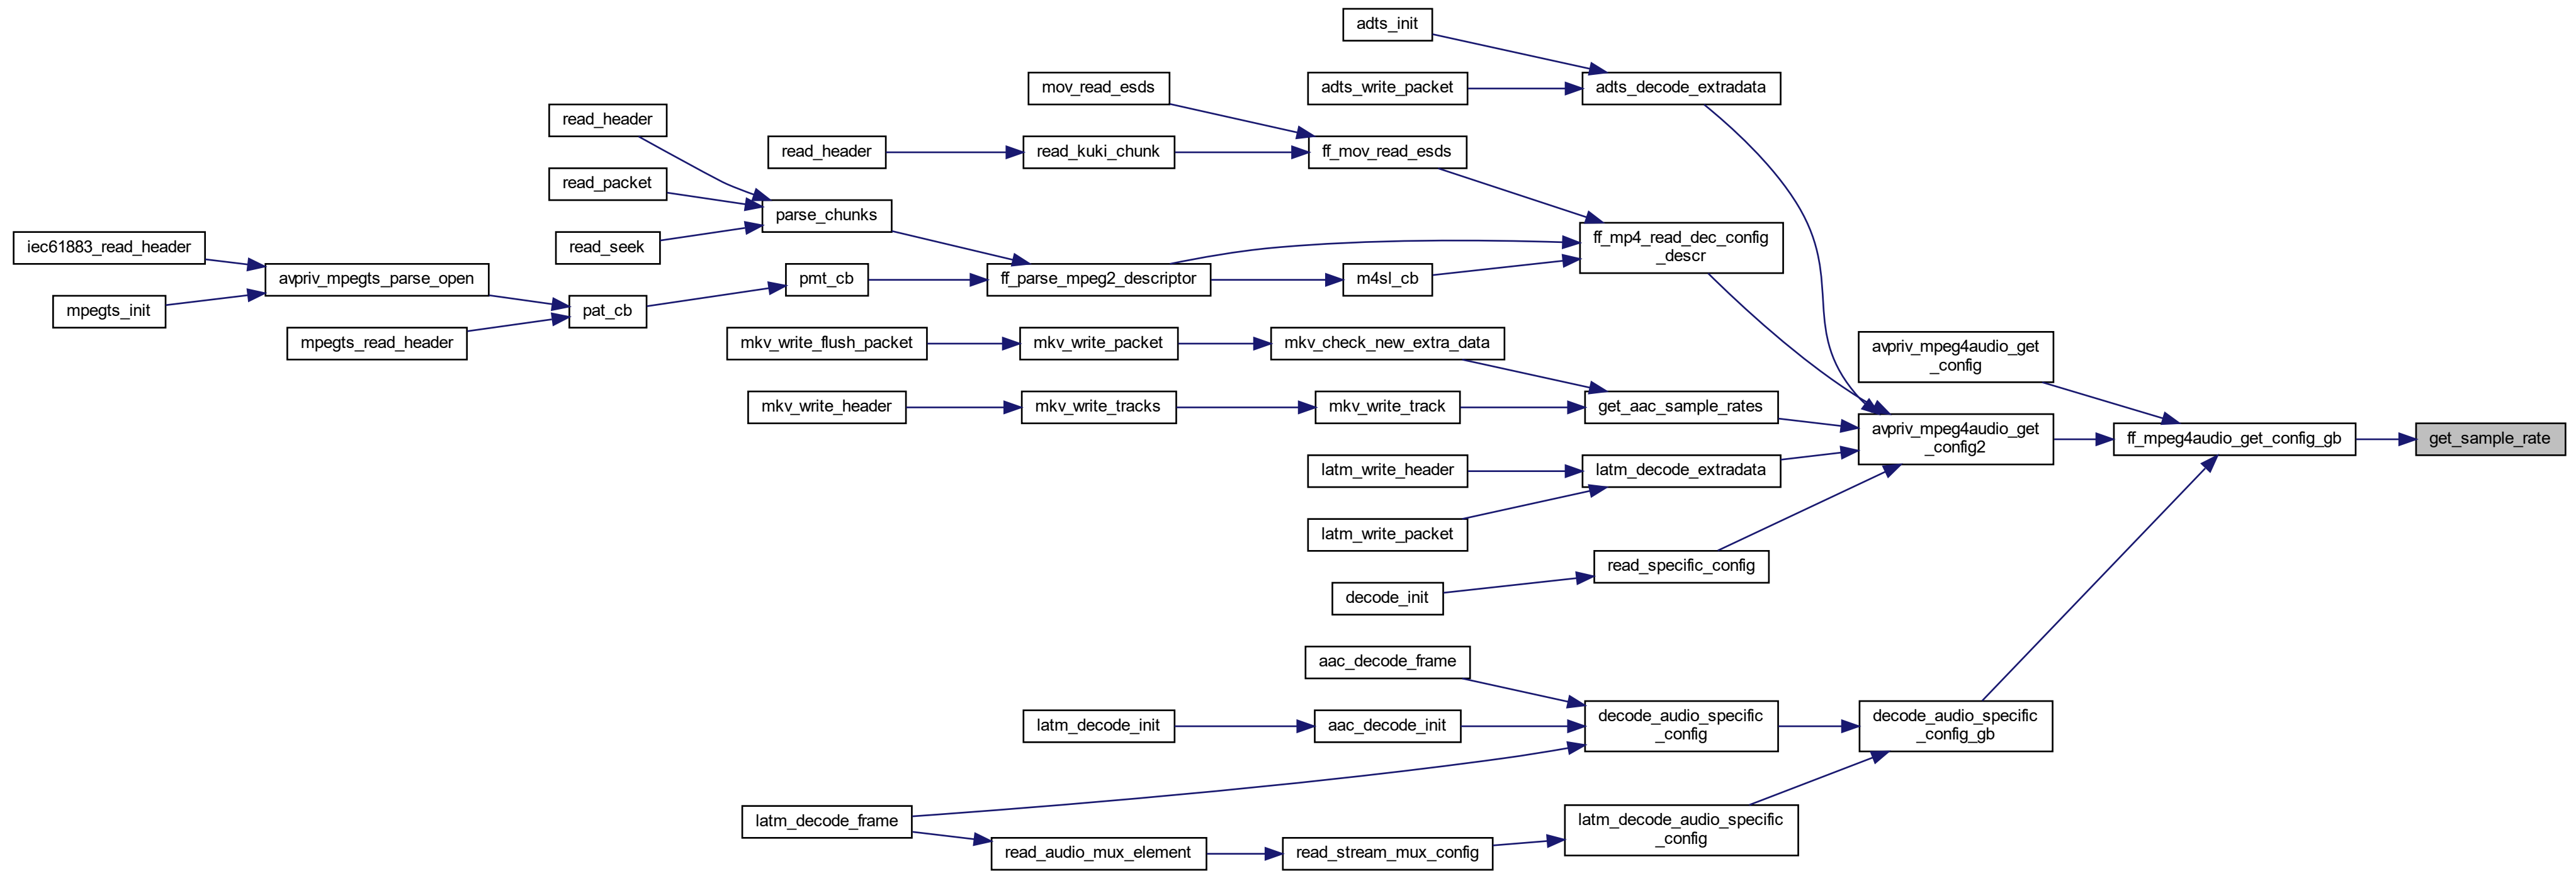 adts_init
mov_read_esds
adts_write_packet
adts_decode_extradata
read_header
read_header
read_kuki_chunk
ff_mov_read_esds
read_packet
parse_chunks
iec61883_read_header
read_seek
ff_mp4_read_dec_config
_descr
avpriv_mpegts_parse_open
pmt_cb
ff_parse_mpeg2_descriptor
m4sl_cb
mpegts_init
pat_cb
mpegts_read_header
mkv_write_flush_packet
mkv_write_packet
mkv_check_new_extra_data
avpriv_mpeg4audio_get
_config
mkv_write_header
mkv_write_tracks
mkv_write_track
get_aac_sample_rates
avpriv_mpeg4audio_get
_config2
ff_mpeg4audio_get_config_gb
get_sample_rate
latm_write_header
latm_decode_extradata
latm_write_packet
read_specific_config
decode_init
aac_decode_frame
latm_decode_init
aac_decode_init
decode_audio_specific
_config
decode_audio_specific
_config_gb
latm_decode_frame
latm_decode_audio_specific
_config
read_audio_mux_element
read_stream_mux_config